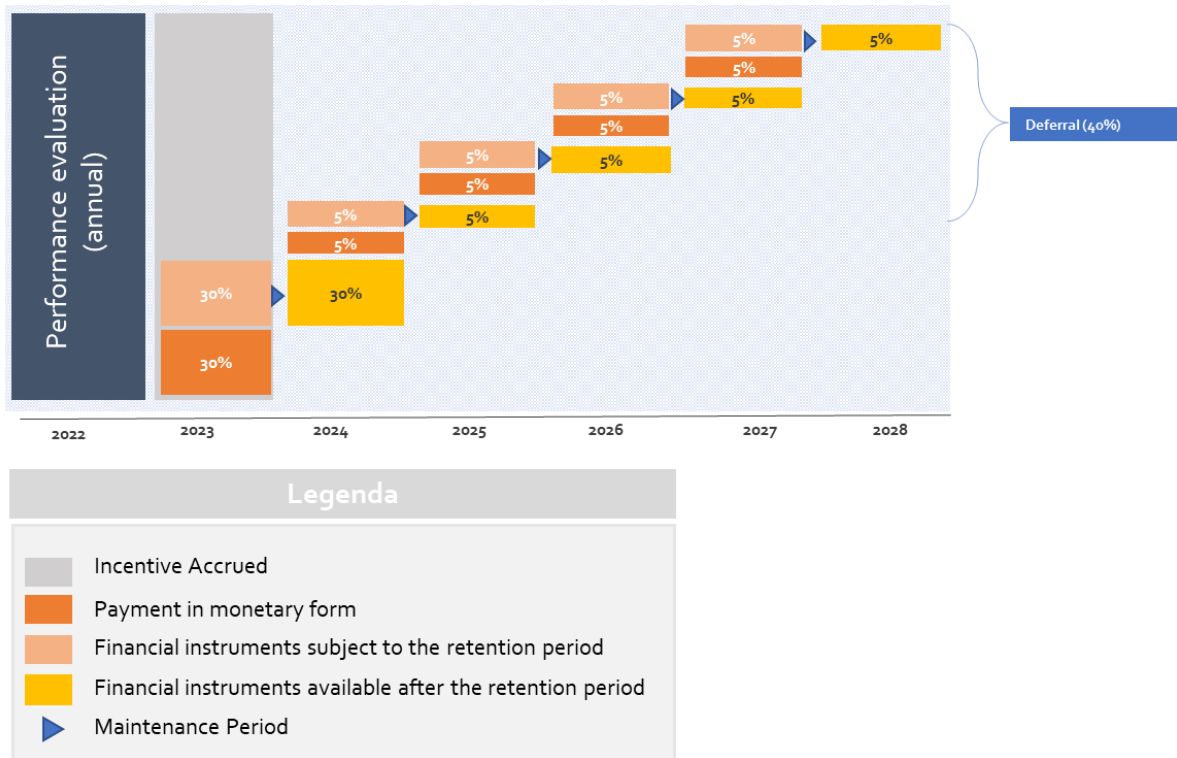 Performance evaluation
(annual)
5%
5%
5%
5%
5%
5%
5%
5%
5%
5%
5%
5%
30%
30%
30%
Deferral (40%)
2022
2023
2024
2025
2026
2027
2028
Legenda
Incentive Accrued
Payment in monetary form
Financial instruments subject to the retention period
Financial instruments available after the retention period
Maintenance Period